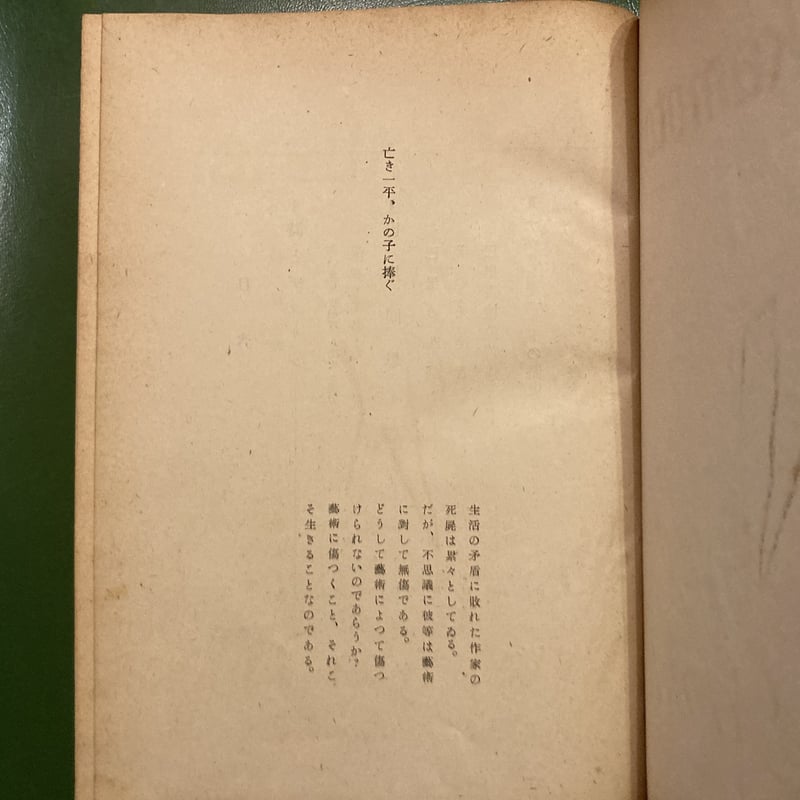 亡き一平、かの子に捧ぐ
生活の矛盾に敗れた作家の
死屍は累々としてゐる。
だが、不思議に彼等は藝術
に對して無傷である。
どうして藝術によつて傷つ
けられないのであらうか?
藝術に傷つくこと、それこ
そ生きることなのである。